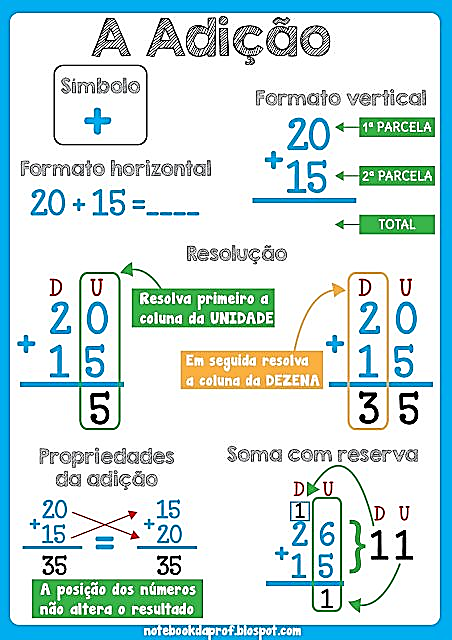 A Adição
Símbolo
+
Formato vertical
20
1ª PARCELA
+
15
2ª PARCELA
TOTAL
Formato horizontal
20 + 15 =____
Resolução
D U
2 0
+
1 5
5
Resolva primeiro a
coluna da UNIDADE
Em seguida resolva
a coluna da DEZENA
D U
2 0
+
1 5
3 5
Propriedades
da adição
20
+
15
35
=
15
+
20
35
A posição dos números
não altera o resultado
Soma com reserva
D U
1
2 6
+
1 5
1
}
D U
11
notebookdaprof.blogspot.com